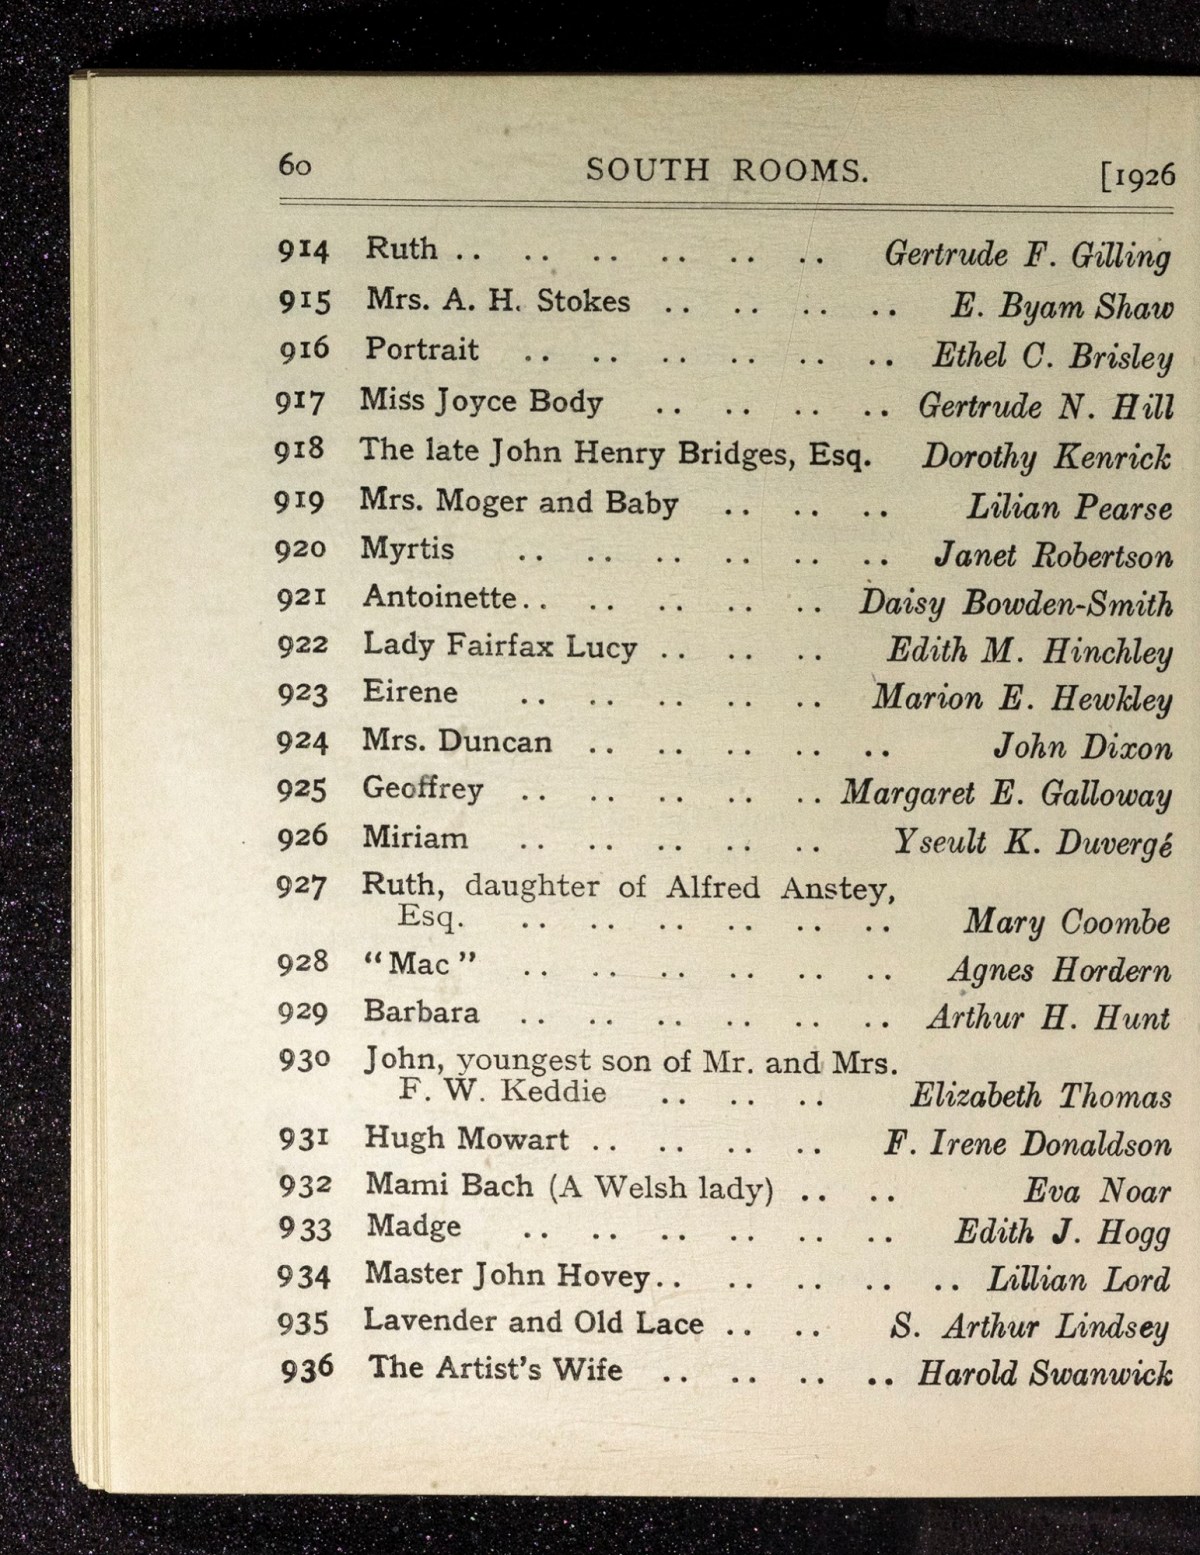 60 SOUTH ROOMS. [1926
914 Ruth .. .. .. .. .. .. Gertrude F. Gilling
915 Mrs. A. H. Stokes .. .. .. .. E. Byam Shaw
916 Portrait .. .. .. .. .. .. Ethel C. Brisley
917 Miss Joyce Body .. .. .. .. Gertrude N. Hill
918 The late John Henry Bridges, Esq. Dorothy Kenrick
919 Mrs. Moger and Baby .. .. .. Lilian Pearse
920 Myrtis .. .. .. .. .. .. Janet Robertson
921 Antoinette .. .. .. .. .. Daisy Bowden-Smith
922 Lady Fairfax Lucy .. .. .. Edith M. Hinchley
923 Eirene .. .. .. .. .. Marion E. Hewkley
924 Mrs. Duncan .. .. .. .. .. John Dixon
925 Geoffrey .. .. .. .. .. Margaret E. Galloway
926 Miriam .. .. .. .. .. Yseult K. Duvergé
927 Ruth, daughter of Alfred Anstey,
Esq. .. .. .. .. .. .. Mary Coombe
928 “Mac” .. .. .. .. .. .. Agnes Hordern
929 Barbara .. .. .. .. .. .. Arthur H. Hunt
930 John, youngest son of Mr. and Mrs.
F. W. Keddie .. .. .. Elizabeth Thomas
931 Hugh Mowart .. .. .. .. F. Irene Donaldson
932 Mami Bach (A Welsh lady) .. .. Eva Noar
933 Madge .. .. .. .. .. .. Edith J. Hogg
934 Master John Hovey .. .. .. .. .. Lillian Lord
935 Lavender and Old Lace .. .. S. Arthur Lindsey
936 The Artist’s Wife .. .. .. .. Harold Swanwick